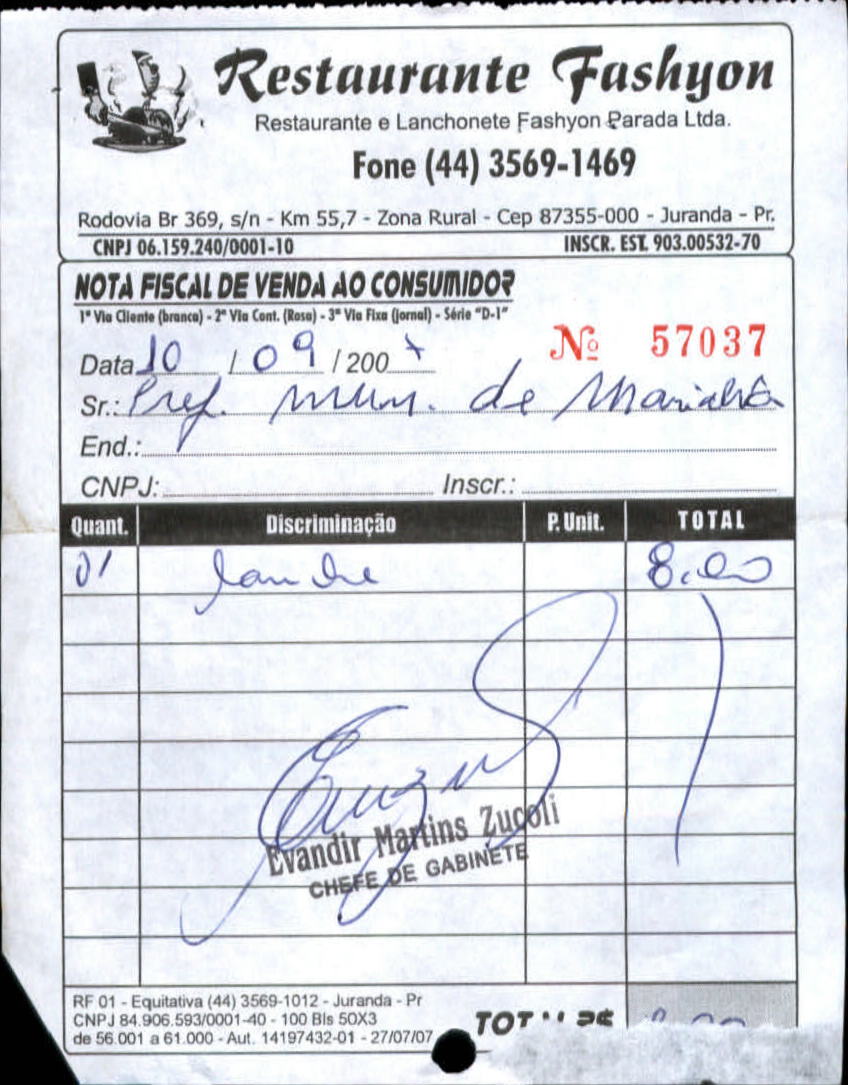 Restaurante Fashyon
Restaurante e Lanchonete Fashyon Parada Ltda.
Fone (44) 3569-1469
Rodovia Br 369, s/n - Km 55,7 - Zona Rural - Cep 87355-000 - Juranda - Pr.
CNPJ 06.159.240/0001-10 INSCR. EST. 903.00532-70
NOTA FISCAL DE VENDA AO CONSUMIDOR
1ª Via Cliente (branca) - 2ª Via Cont. (Rosa) - 3ª Via Fixa (jornal) - Série "D-1"
Nº 57037
Data 10 / 09 / 2007
Sr.: Pref. Mun. de Marialva
End.:
CNPJ: Inscr.:
Quant. Discriminação P. Unit. TOTAL
01 lanche 8,00
Evandir Martins Zucoli
CHEFE DE GABINETE
RF 01 - Equitativa (44) 3569-1012 - Juranda - Pr
CNPJ 84.906.593/0001-40 - 100 Bls 50X3
de 56.001 a 61.000 - Aut. 14197432-01 - 27/07/07